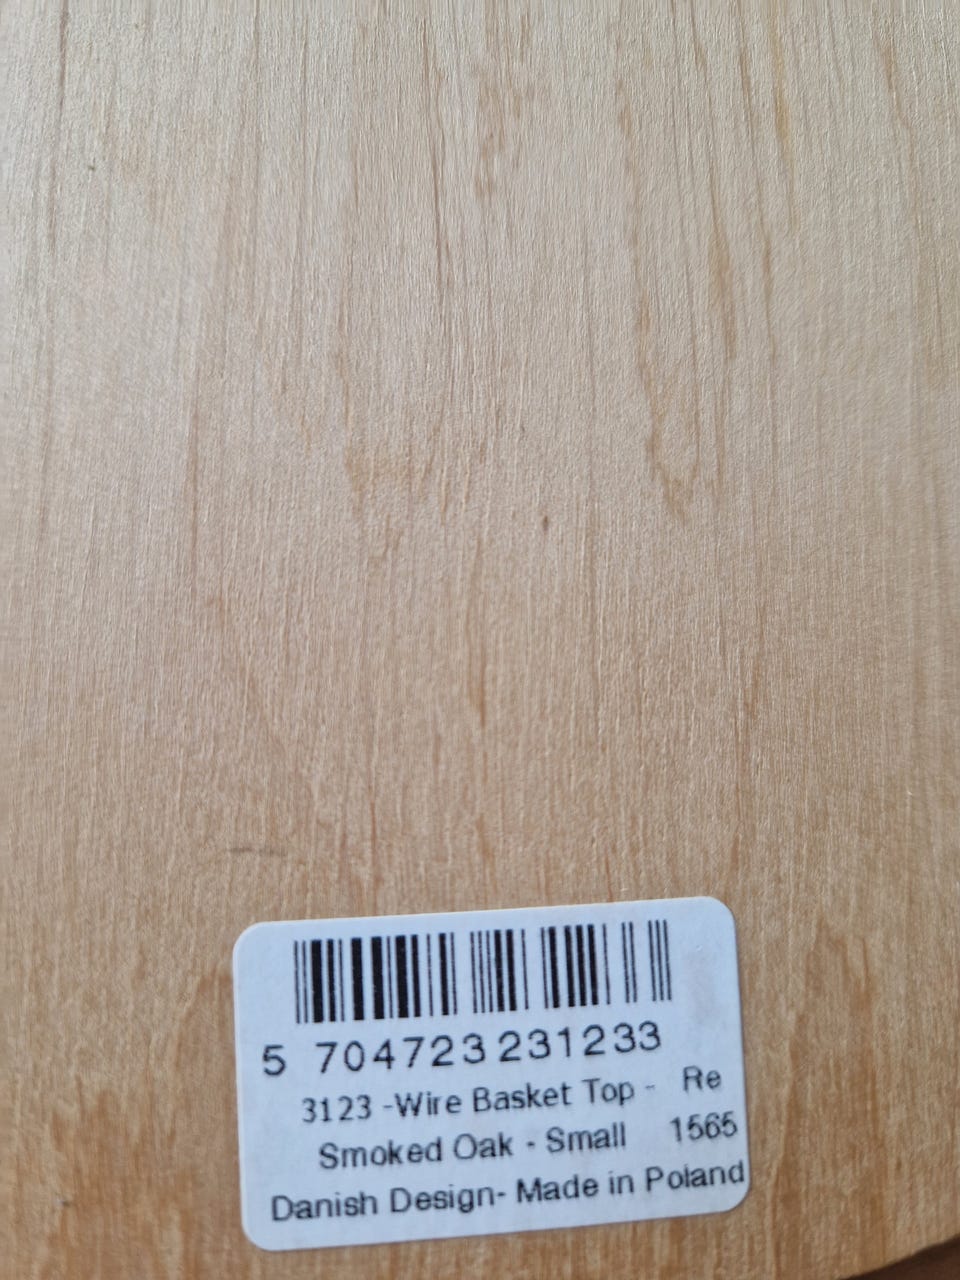 5 704723 231233
3123 -Wire Basket Top - Re
Smoked Oak - Small 1565
Danish Design- Made in Poland